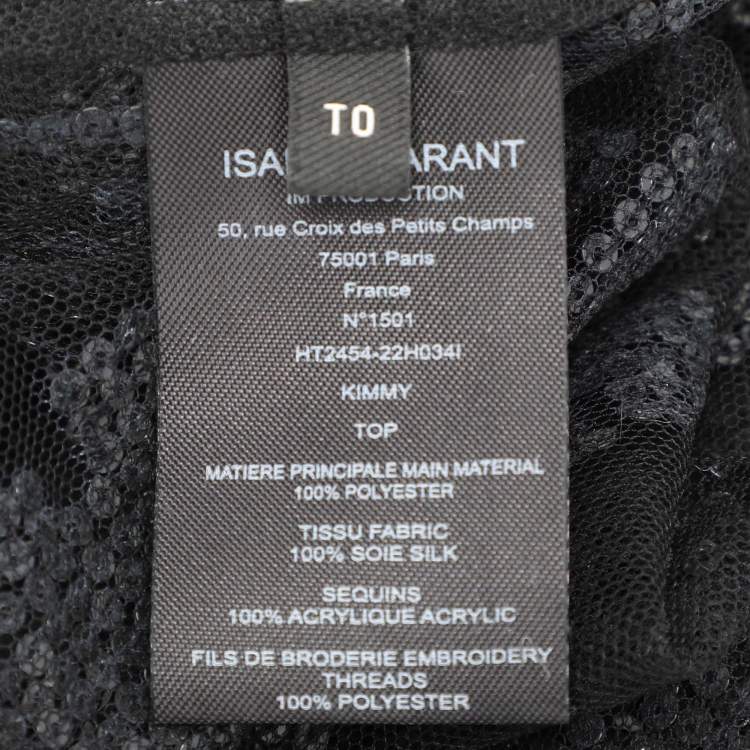 T0
ISA ARANT
IM PRODUCTION
50, rue Croix des Petits Champs
75001 Paris
France
N°1501
HT2454-22H034I
KIMMY
TOP
MATIERE PRINCIPALE MAIN MATERIAL
100% POLYESTER
TISSU FABRIC
100% SOIE SILK
SEQUINS
100% ACRYLIQUE ACRYLIC
FILS DE BRODERIE EMBROIDERY
THREADS
100% POLYESTER